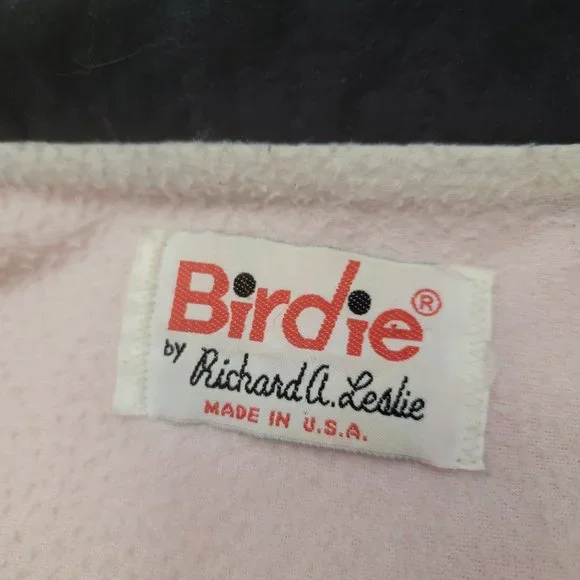 Birdie®
by Richard A. Leslie
MADE IN U.S.A.